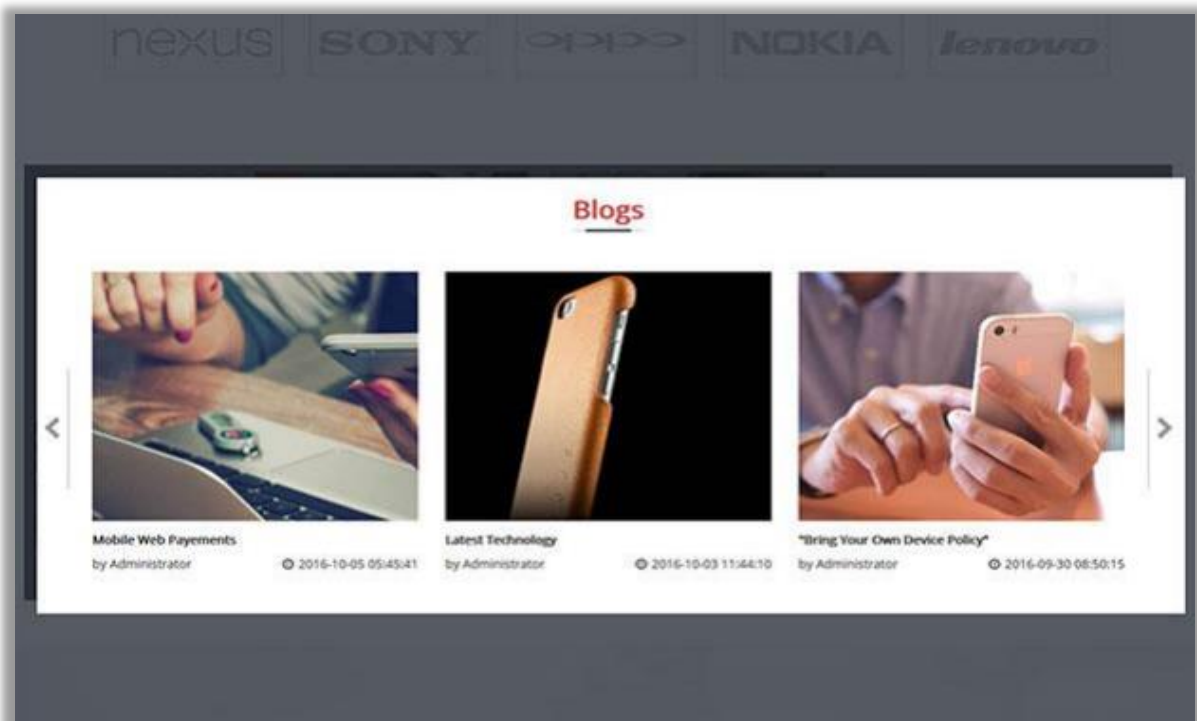 nexus SONY oppo NOKIA lenovo
Blogs
Mobile Web Payements
by Administrator 2016-10-05 05:45:41
Latest Technology
by Administrator 2016-10-03 11:44:10
"Bring Your Own Device Policy"
by Administrator 2016-09-30 08:50:15